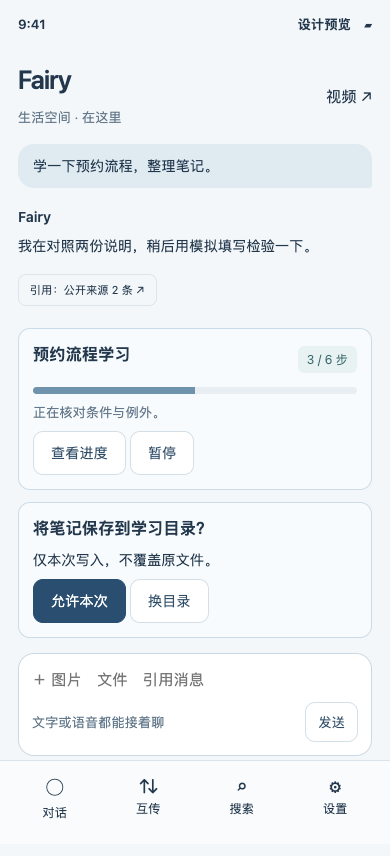 9:41 设计预览
Fairy
视频 ↗
生活空间 · 在这里
学一下预约流程，整理笔记。
Fairy
我在对照两份说明，稍后用模拟填写检验一下。
引用：公开来源 2 条 ↗
预约流程学习
3 / 6 步
正在核对条件与例外。
查看进度 暂停
将笔记保存到学习目录?
仅本次写入，不覆盖原文件。
允许本次 换目录
＋ 图片 文件 引用消息
文字或语音都能接着聊 发送
对话 互传 搜索 设置